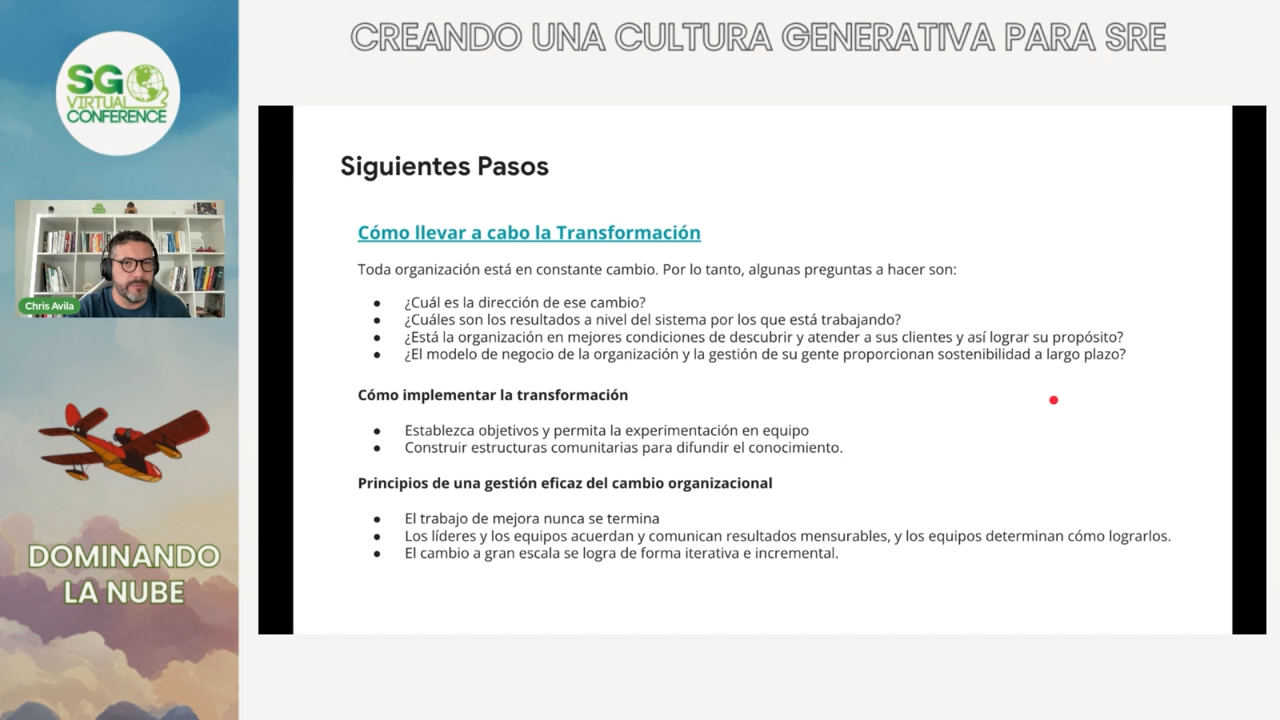 CREANDO UNA CULTURA GENERATIVA PARA SRE
SG
VIRTUAL
CONFERENCE
Chris Avila
DOMINANDO
LA NUBE
Siguientes Pasos
Cómo llevar a cabo la Transformación
Toda organización está en constante cambio. Por lo tanto, algunas preguntas a hacer son:
● ¿Cuál es la dirección de ese cambio?
● ¿Cuáles son los resultados a nivel del sistema por los que está trabajando?
● ¿Está la organización en mejores condiciones de descubrir y atender a sus clientes y así lograr su propósito?
● ¿El modelo de negocio de la organización y la gestión de su gente proporcionan sostenibilidad a largo plazo?
Cómo implementar la transformación
● Establezca objetivos y permita la experimentación en equipo
● Construir estructuras comunitarias para difundir el conocimiento.
Principios de una gestión eficaz del cambio organizacional
● El trabajo de mejora nunca se termina
● Los líderes y los equipos acuerdan y comunican resultados mensurables, y los equipos determinan cómo lograrlos.
● El cambio a gran escala se logra de forma iterativa e incremental.